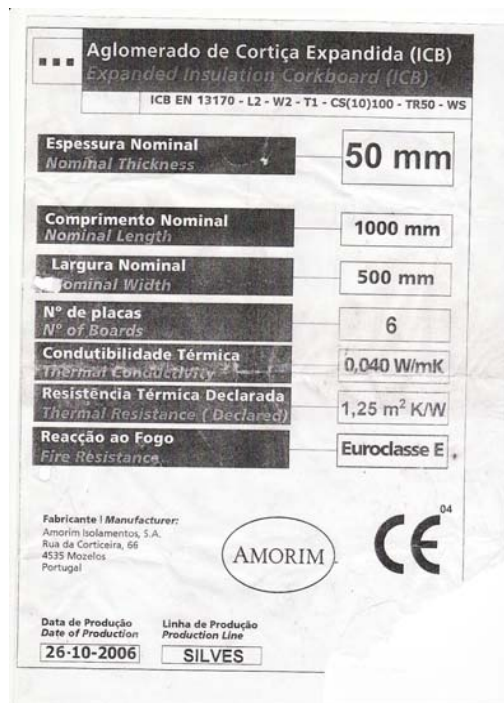 Aglomerado de Cortiça Expandida (ICB)
Expanded Insulation Corkboard (ICB)
ICB EN 13170 - L2 - W2 - T1 - CS(10)100 - TR50 - WS
Espessura Nominal
Nominal Thickness
50 mm
Comprimento Nominal
Nominal Length
1000 mm
Largura Nominal
Nominal Width
500 mm
Nº de placas
Nº of Boards
6
Condutibilidade Térmica
Thermal Conductivity
0,040 W/mK
Resistência Térmica Declarada
Thermal Resistance (Declared)
1,25 m² K/W
Reacção ao Fogo
Fire Resistance
Euroclasse E
Fabricante | Manufacturer:
Amorim Isolamentos, S.A.
Rua da Corticeira, 66
4535 Mozelos
Portugal
AMORIM
CE 04
Data de Produção
Date of Production
26-10-2006
Linha de Produção
Production Line
SILVES